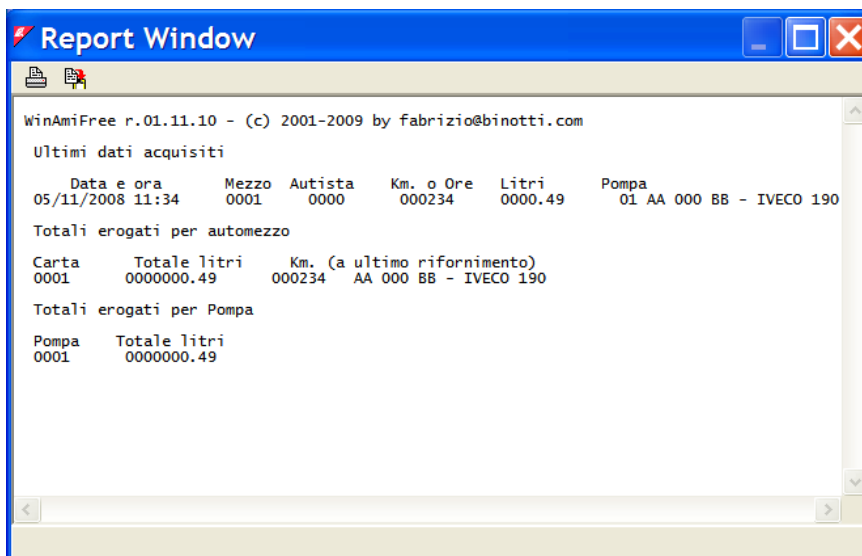 Report Window
WinAmiFree r.01.11.10 - (c) 2001-2009 by fabrizio@binotti.com
Ultimi dati acquisiti
Data e ora Mezzo Autista Km. o Ore Litri Pompa
05/11/2008 11:34 0001 0000 000234 0000.49 01 AA 000 BB - IVECO 190
Totali erogati per automezzo
Carta Totale litri Km. (a ultimo rifornimento)
0001 0000000.49 000234 AA 000 BB - IVECO 190
Totali erogati per Pompa
Pompa Totale litri
0001 0000000.49